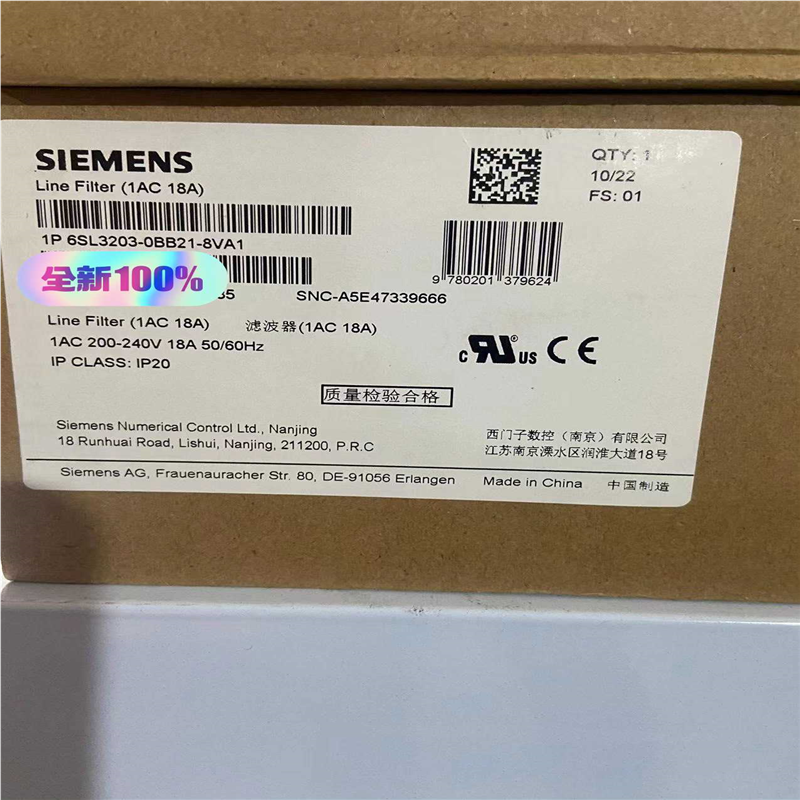 SIEMENS
Line Filter (1AC 18A)
QTY: 1
10/22
FS: 01
1P 6SL3203-0BB21-8VA1
9 780201 379624
全新100%
SNC-A5E47339666
Line Filter (1AC 18A) 滤波器(1AC 18A)
1AC 200-240V 18A 50/60Hz
IP CLASS: IP20
c RU US CE
质量检验合格
Siemens Numerical Control Ltd., Nanjing
18 Runhuai Road, Lishui, Nanjing, 211200, P.R.C
西门子数控（南京）有限公司
江苏南京溧水区润淮大道18号
Siemens AG, Frauenauracher Str. 80, DE-91056 Erlangen
Made in China 中国制造